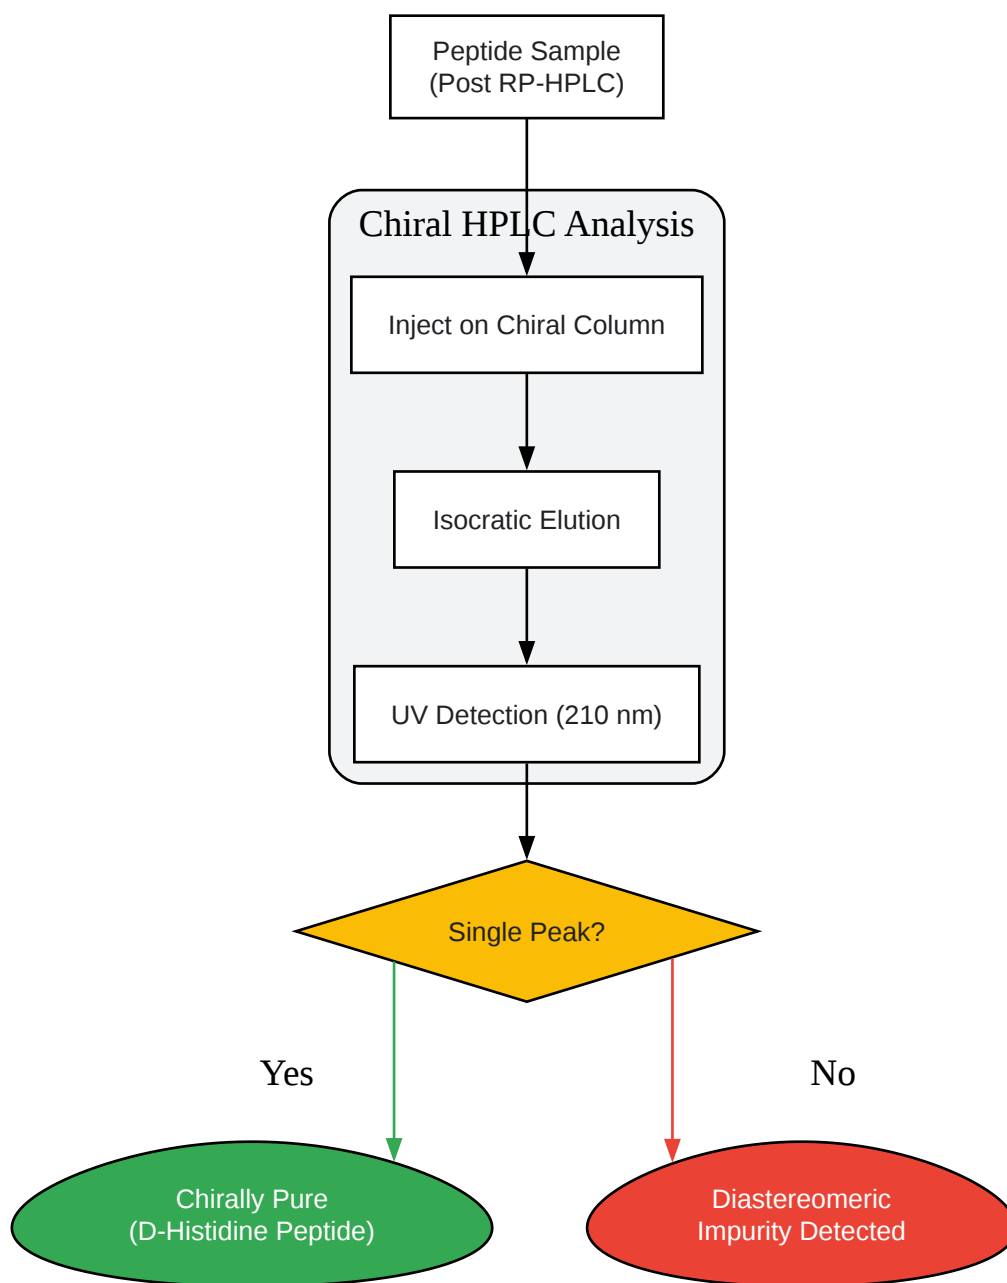 Peptide Sample
(Post RP-HPLC)
Chiral HPLC Analysis
Inject on Chiral Column
Isocratic Elution
UV Detection (210 nm)
Single Peak?
Yes
No
Chirally Pure
(D-Histidine Peptide)
Diastereomeric
Impurity Detected